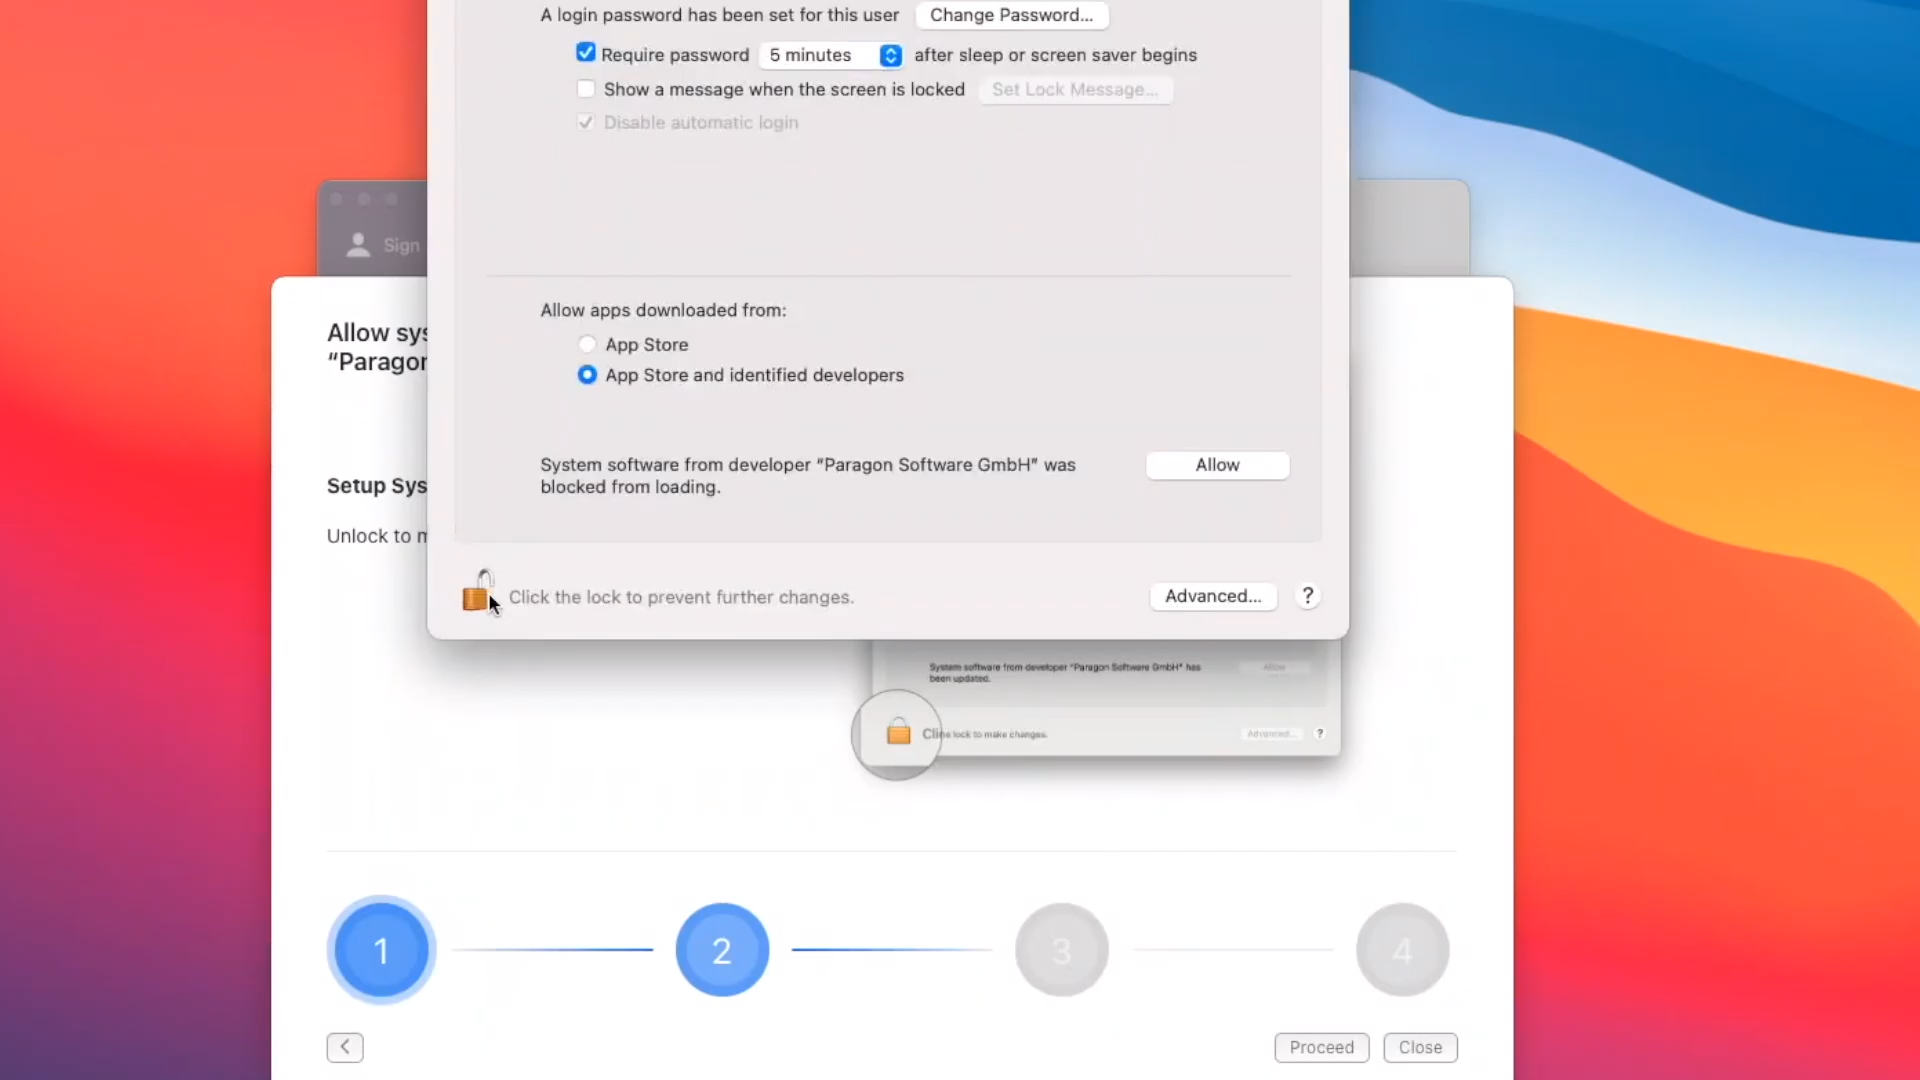 A login password has been set for this user Change Password...
Require password 5 minutes after sleep or screen saver begins
Show a message when the screen is locked Set Lock Message...
Disable automatic login
Sign
Allow sys
“Paragon
Allow apps downloaded from:
App Store
App Store and identified developers
System software from developer “Paragon Software GmbH” was
blocked from loading.
Allow
Setup Sys
Unlock to m
Click the lock to prevent further changes.
Advanced... ?
System software from developer “Paragon Software GmbH” has
been updated.
Allow
Cli ne lock to make changes.
Advanced... ?
1 2 3 4
Proceed Close